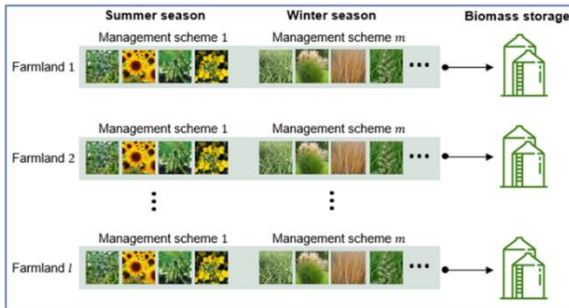 Summer season Winter season Biomass storage
Management scheme 1 Management scheme m
Farmland 1
Management scheme 1 Management scheme m
Farmland 2
Management scheme 1 Management scheme m
Farmland l